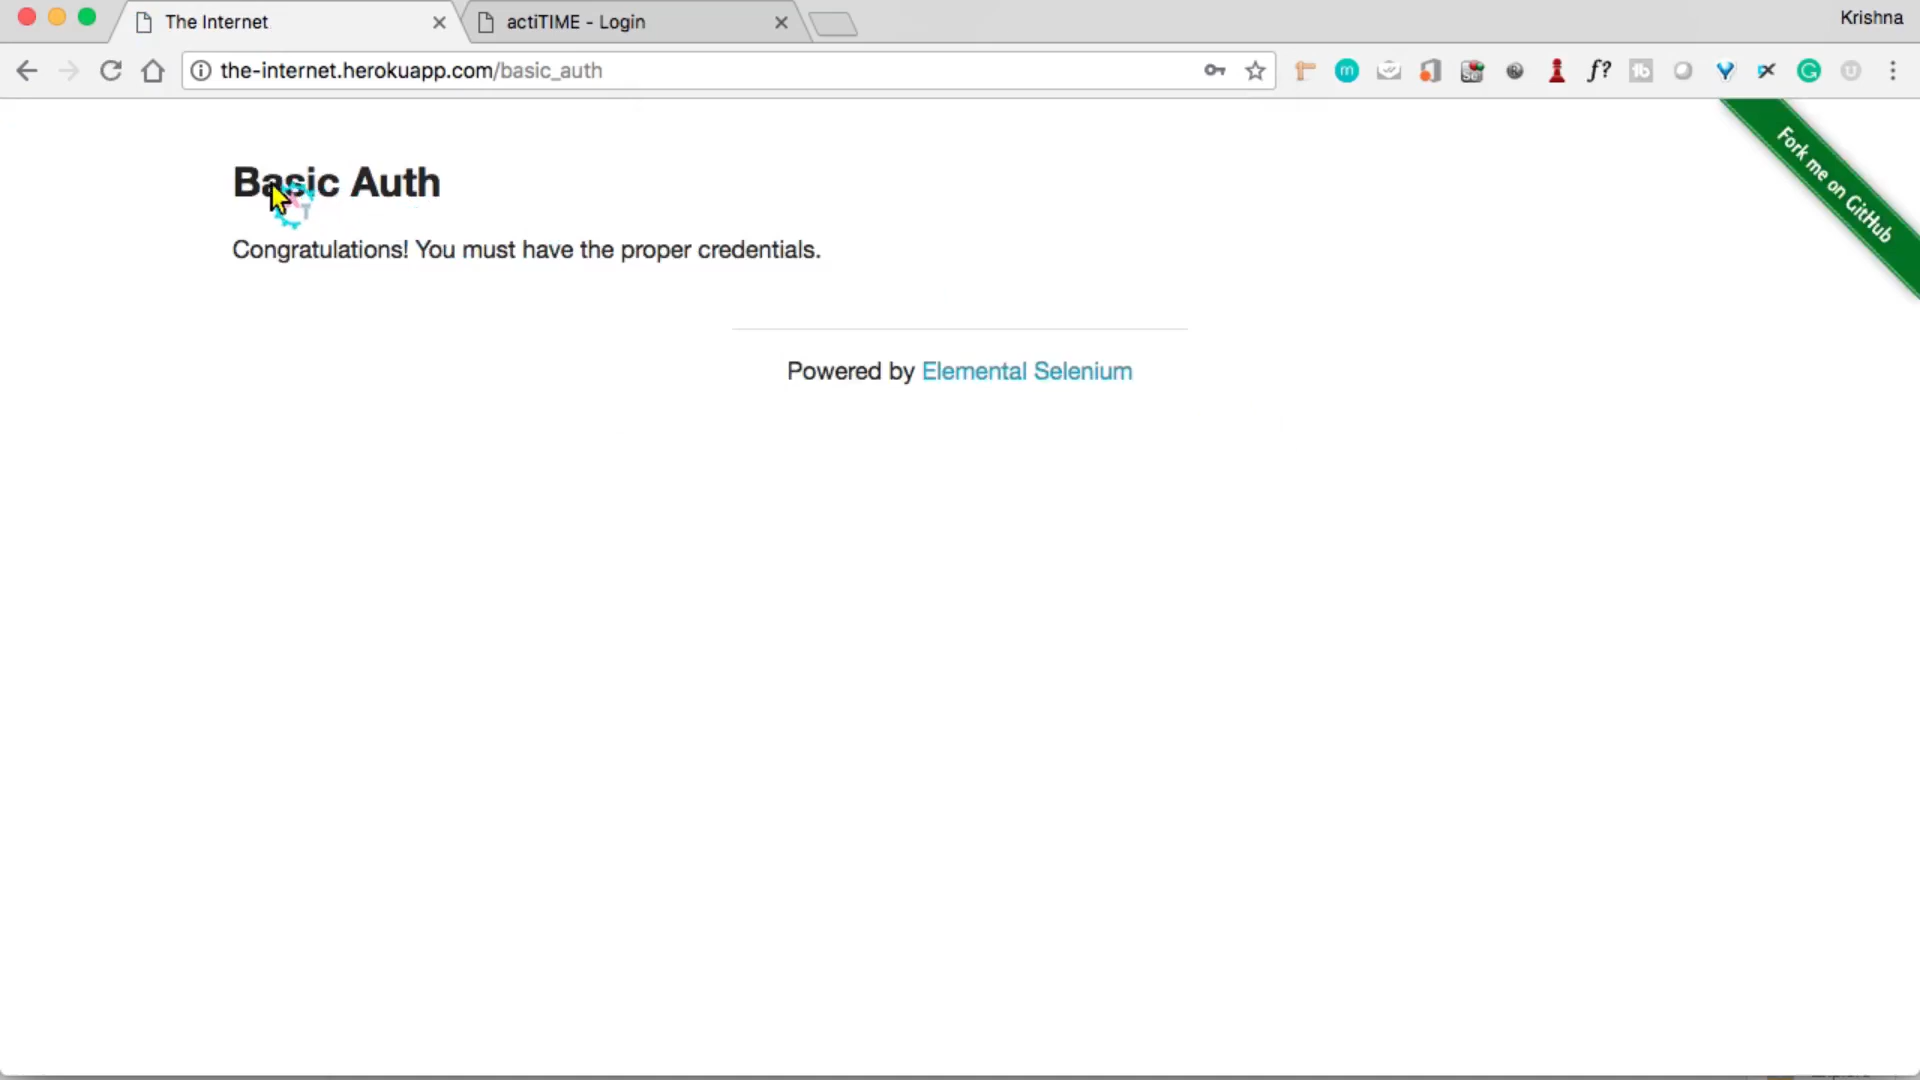 The Internet
actiTIME - Login
Krishna
the-internet.herokuapp.com/basic_auth
Fork me on GitHub
Basic Auth
Congratulations! You must have the proper credentials.
Powered by Elemental Selenium